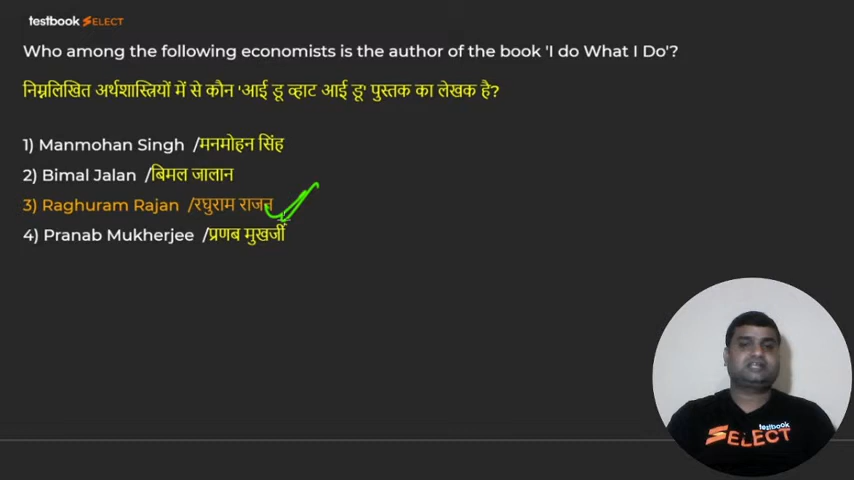 testbook SELECT
Who among the following economists is the author of the book 'I do What I Do'?
निम्नलिखित अर्थशास्त्रियों में से कौन 'आई डू व्हाट आई डू' पुस्तक का लेखक है?
1) Manmohan Singh /मनमोहन सिंह
2) Bimal Jalan /बिमल जालान
3) Raghuram Rajan /रघुराम राजन
4) Pranab Mukherjee /प्रणब मुखर्जी
testbook
SELECT